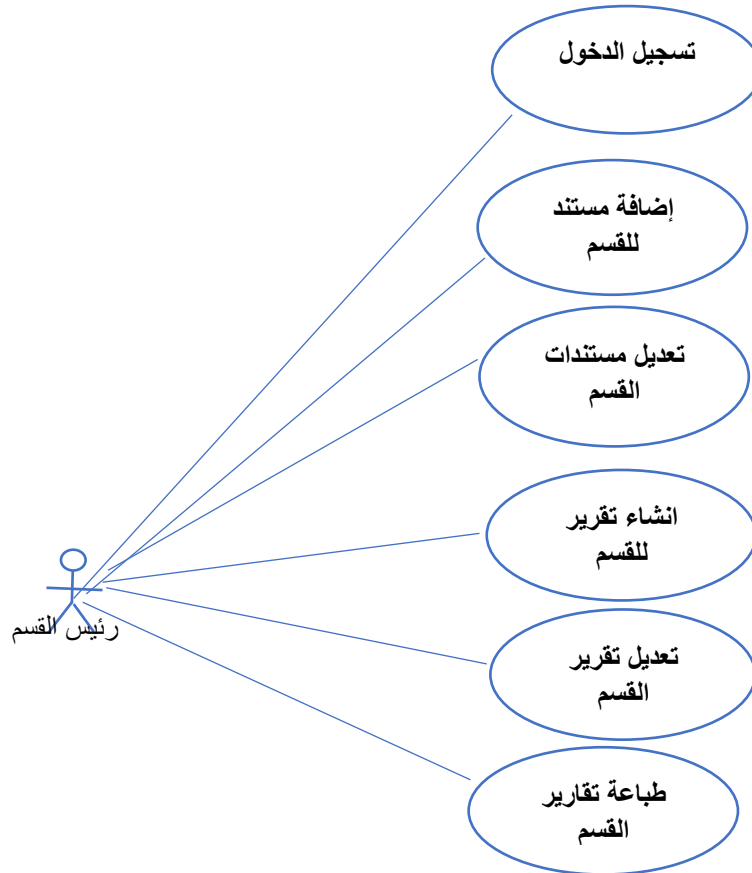 تسجيل الدخول
إضافة مستند
للقسم
تعديل مستندات
القسم
انشاء تقرير
للقسم
رئيس القسم
تعديل تقرير
القسم
طباعة تقارير
القسم